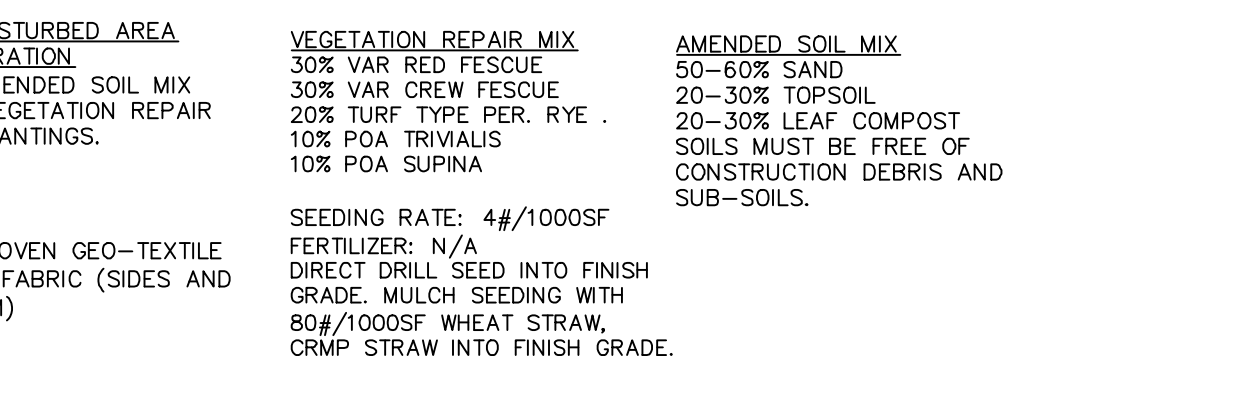 STURBED AREA
RATION
ENDED SOIL MIX
EGETATION REPAIR
ANTINGS.
OVEN GEO-TEXTILE
FABRIC (SIDES AND
)
VEGETATION REPAIR MIX
30% VAR RED FESCUE
30% VAR CREW FESCUE
20% TURF TYPE PER. RYE .
10% POA TRIVIALIS
10% POA SUPINA
SEEDING RATE: 4#/1000SF
FERTILIZER: N/A
DIRECT DRILL SEED INTO FINISH
GRADE. MULCH SEEDING WITH
80#/1000SF WHEAT STRAW,
CRMP STRAW INTO FINISH GRADE.
AMENDED SOIL MIX
50-60% SAND
20-30% TOPSOIL
20-30% LEAF COMPOST
SOILS MUST BE FREE OF
CONSTRUCTION DEBRIS AND
SUB-SOILS.